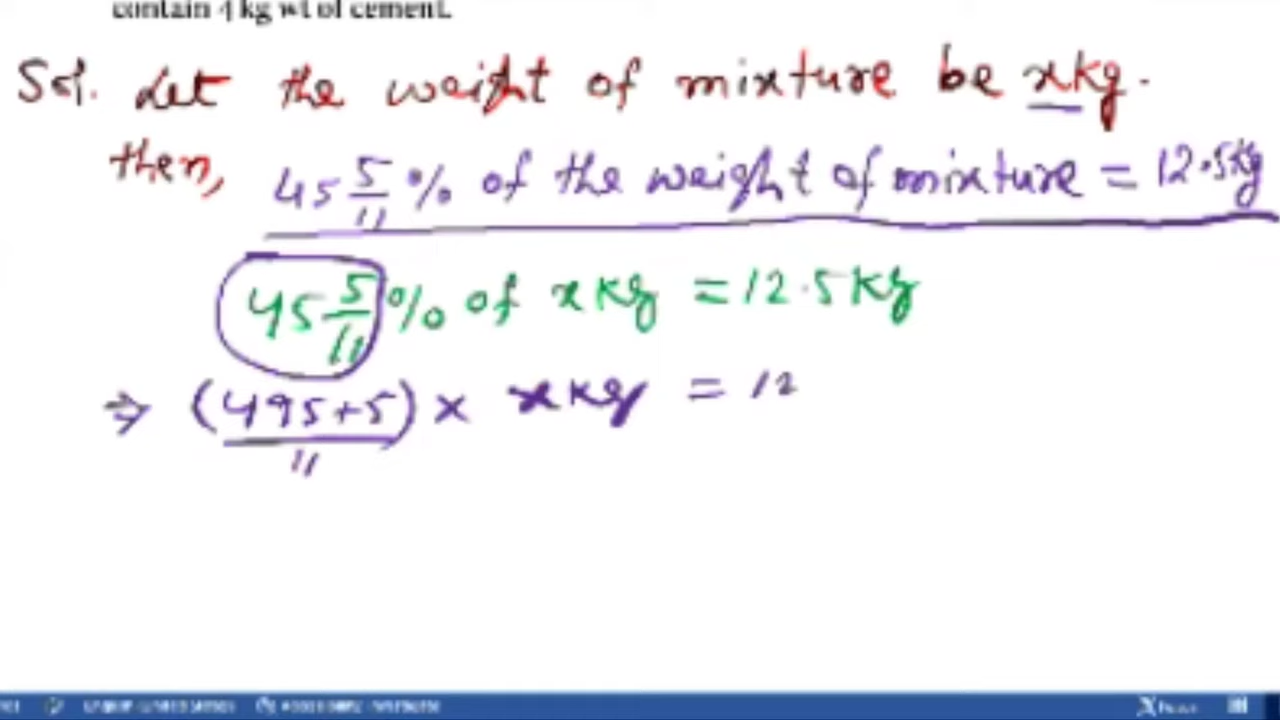 contain 4 kg wt of cement.
Sol. Let the weight of mixture be x kg.
then, 45 5/11 % of the weight of mixture = 12.5 kg
45 5/11 % of x kg = 12.5 kg
⇒ (495+5)/11 × x kg = 12